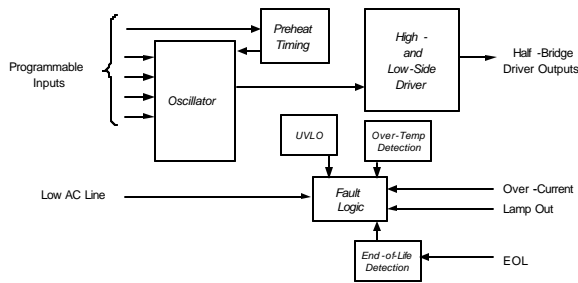 Programmable
Inputs
Preheat
Timing
Oscillator
High -
and
Low-Side
Driver
Half -Bridge
Driver Outputs
UVLO
Over-Temp
Detection
Low AC Line
Fault
Logic
Over -Current
Lamp Out
End -of-Life
Detection
EOL